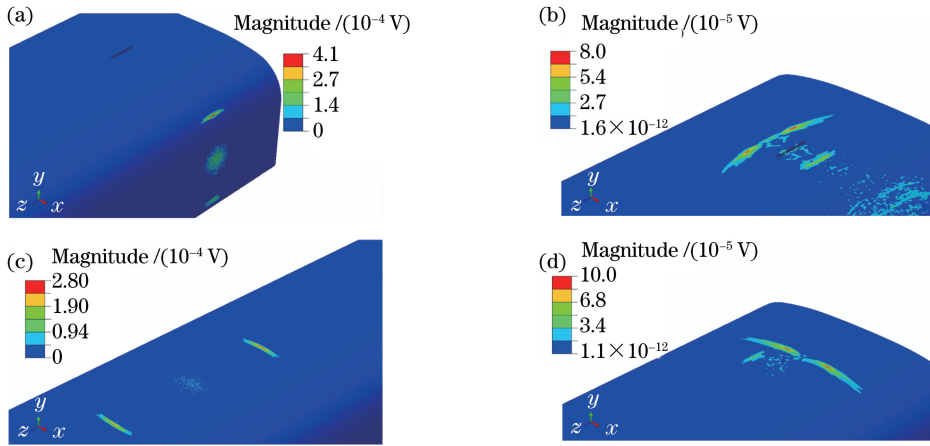 (a)
Magnitude /(10⁻⁴ V)
4.1
2.7
1.4
0
y
z x
(b)
Magnitude /(10⁻⁵ V)
8.0
5.4
2.7
1.6×10⁻¹²
y
z x
(c)
Magnitude /(10⁻⁴ V)
2.80
1.90
0.94
0
y
z x
(d)
Magnitude /(10⁻⁵ V)
10.0
6.8
3.4
1.1×10⁻¹²
y
z x